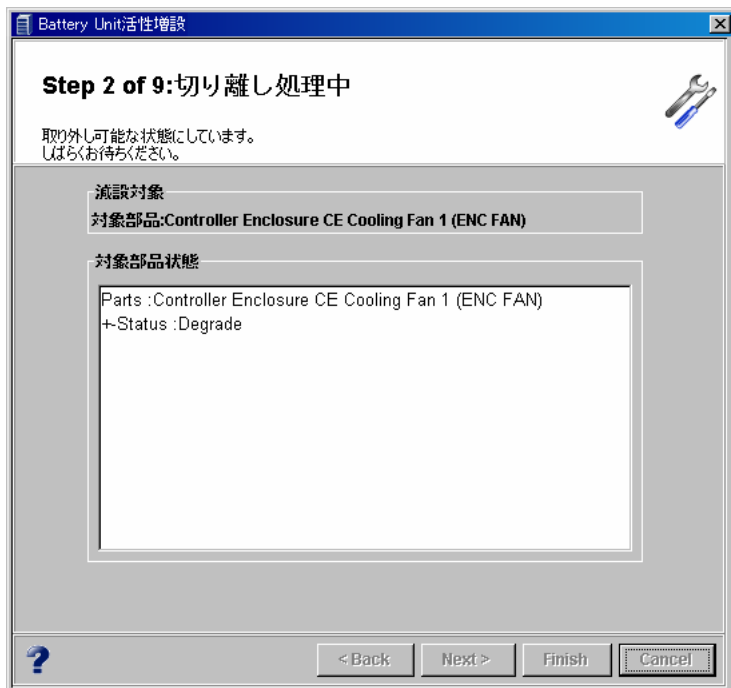 Battery Unit活性増設
Step 2 of 9:切り離し処理中
取り外し可能な状態にしています。
しばらくお待ちください。
減設対象
対象部品:Controller Enclosure CE Cooling Fan 1 (ENC FAN)
対象部品状態
Parts :Controller Enclosure CE Cooling Fan 1 (ENC FAN)
+-Status :Degrade
? < Back Next > Finish Cancel